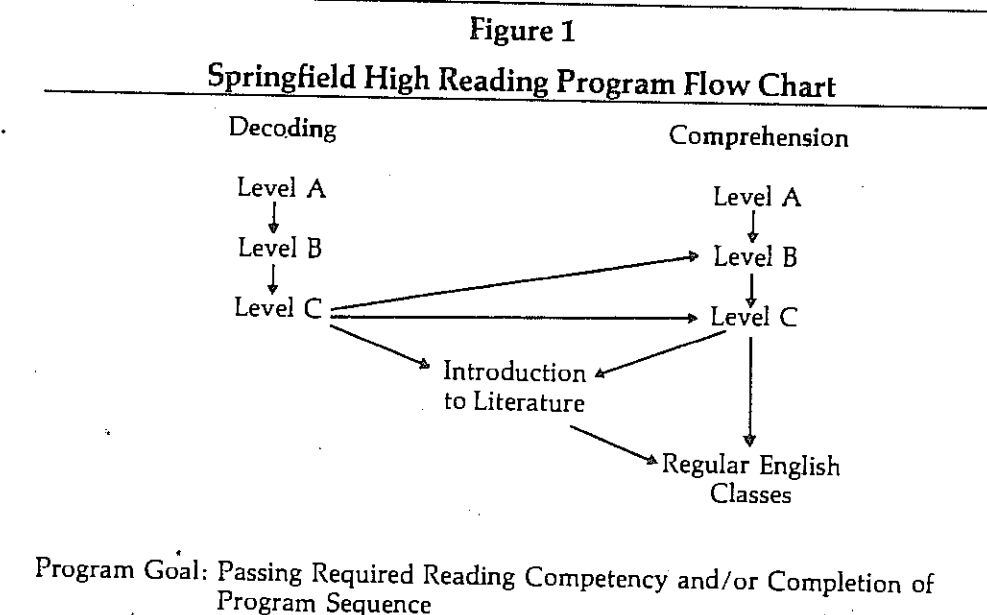 Figure 1
Springfield High Reading Program Flow Chart
Decoding
Comprehension
Level A
Level A
Level B
Level B
Level C
Level C
Introduction
to Literature
Regular English
Classes
Program Goal: Passing Required Reading Competency and/or Completion of
Program Sequence